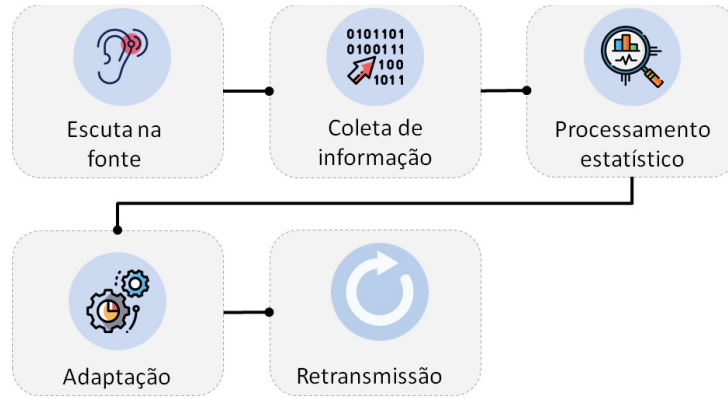 Escuta na
fonte
0101101
0100111
100
1011
Coleta de
informação
Processamento
estatístico
Adaptação
Retransmissão